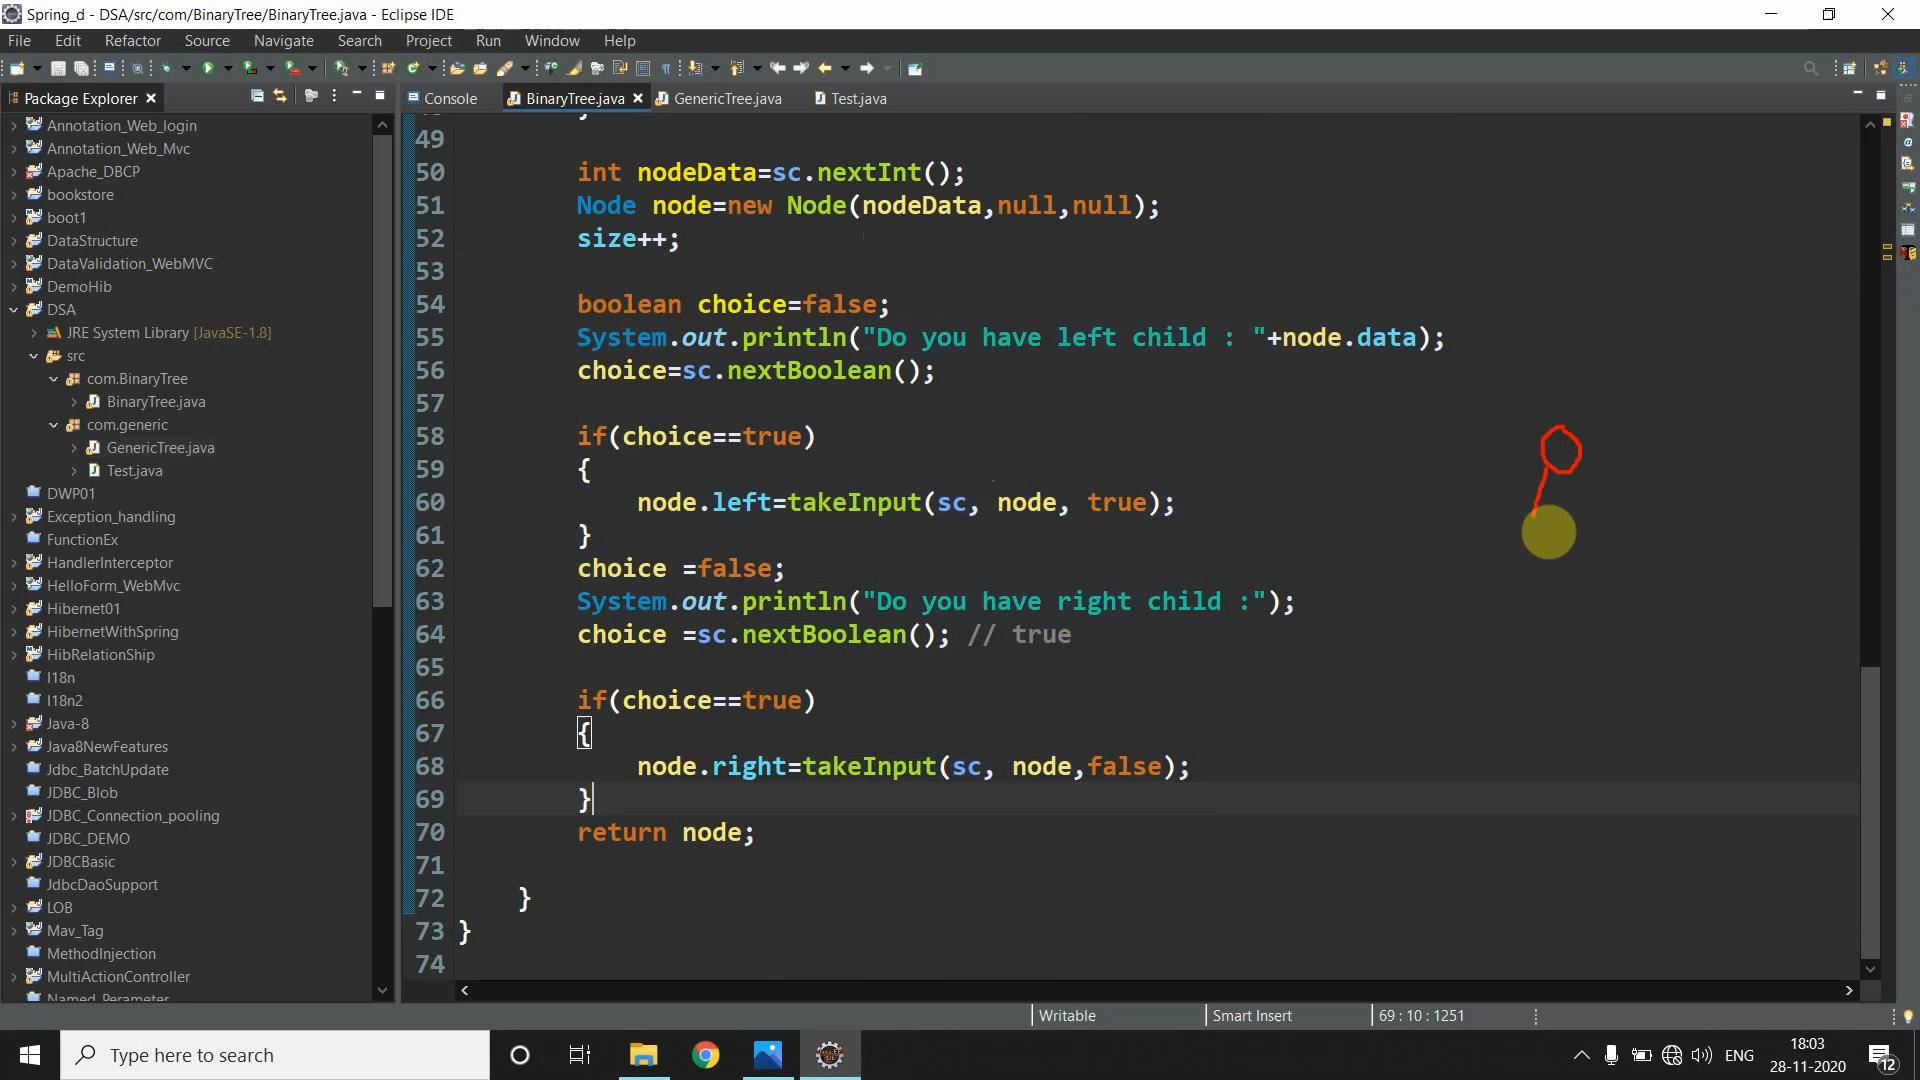 Spring_d - DSA/src/com/BinaryTree/BinaryTree.java - Eclipse IDE
File Edit Refactor Source Navigate Search Project Run Window Help
Package Explorer
Console
BinaryTree.java
GenericTree.java
Test.java
Annotation_Web_login
Annotation_Web_Mvc
Apache_DBCP
bookstore
boot1
DataStructure
DataValidation_WebMVC
DemoHib
DSA
JRE System Library [JavaSE-1.8]
src
com.BinaryTree
BinaryTree.java
com.generic
GenericTree.java
Test.java
DWP01
Exception_handling
FunctionEx
HandlerInterceptor
HelloForm_WebMvc
Hibernet01
HibernetWithSpring
HibRelationShip
I18n
I18n2
Java-8
Java8NewFeatures
Jdbc_BatchUpdate
JDBC_Blob
JDBC_Connection_pooling
JDBC_DEMO
JDBCBasic
JdbcDaoSupport
LOB
Mav_Tag
MethodInjection
MultiActionController
Named_Perameter
49
50 int nodeData=sc.nextInt();
51 Node node=new Node(nodeData,null,null);
52 size++;
53
54 boolean choice=false;
55 System.out.println("Do you have left child : "+node.data);
56 choice=sc.nextBoolean();
57
58 if(choice==true)
59 {
60 node.left=takeInput(sc, node, true);
61 }
62 choice =false;
63 System.out.println("Do you have right child :");
64 choice =sc.nextBoolean(); // true
65
66 if(choice==true)
67 {
68 node.right=takeInput(sc, node,false);
69 }
70 return node;
71
72 }
73 }
74
Writable
Smart Insert
69 : 10 : 1251
Type here to search
ENG
18:03
28-11-2020
12